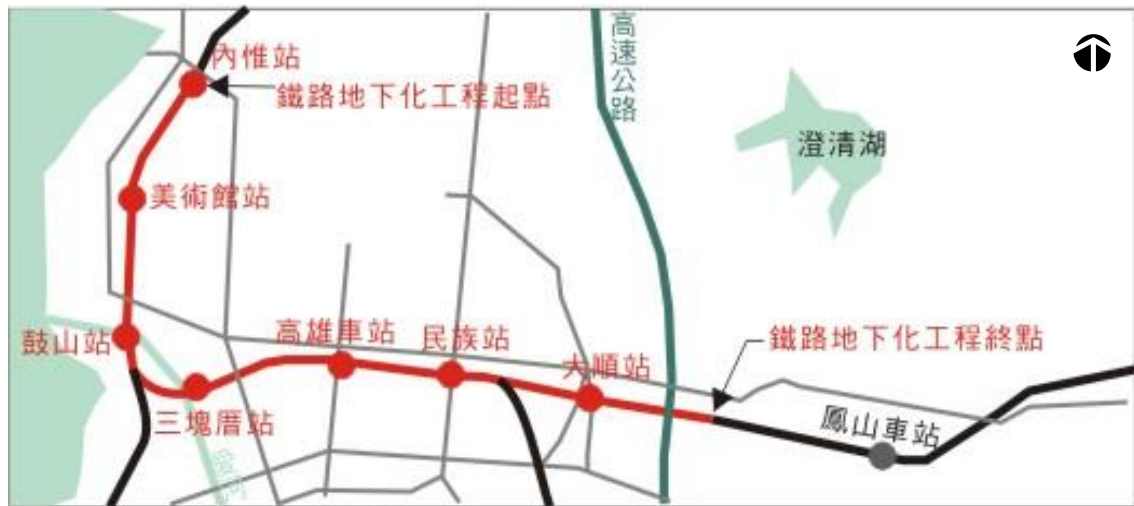 內惟站
鐵路地下化工程起點
高速公路
澄清湖
美術館站
鼓山站
高雄車站
民族站
大順站
鐵路地下化工程終點
三塊厝站
鳳山車站
愛河